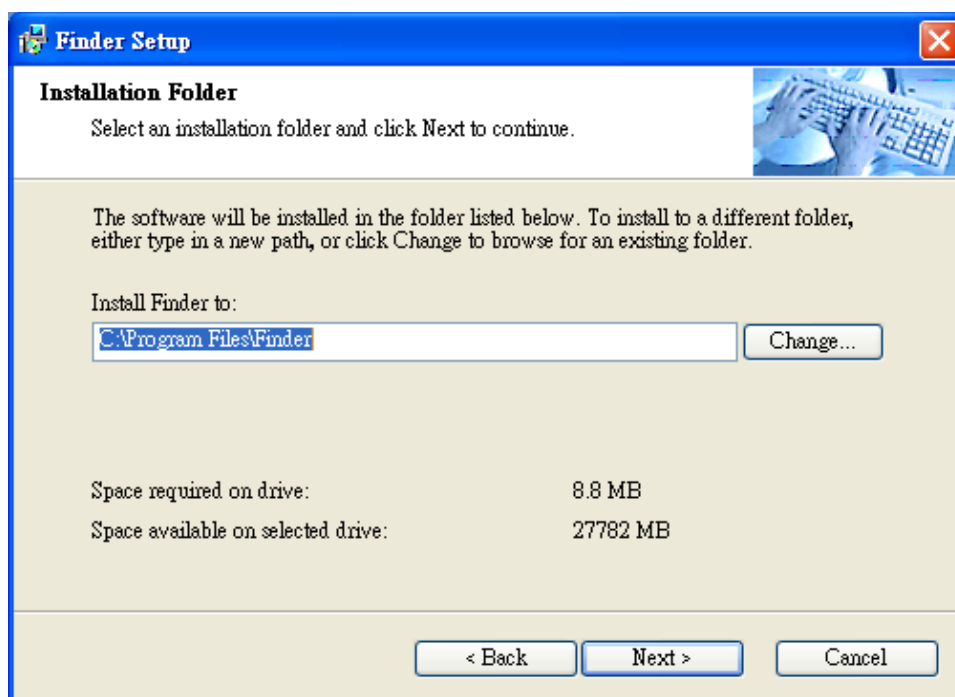 Finder Setup
Installation Folder
Select an installation folder and click Next to continue.
The software will be installed in the folder listed below. To install to a different folder,
either type in a new path, or click Change to browse for an existing folder.
Install Finder to:
C:\Program Files\Finder
Change...
Space required on drive: 8.8 MB
Space available on selected drive: 27782 MB
< Back Next > Cancel